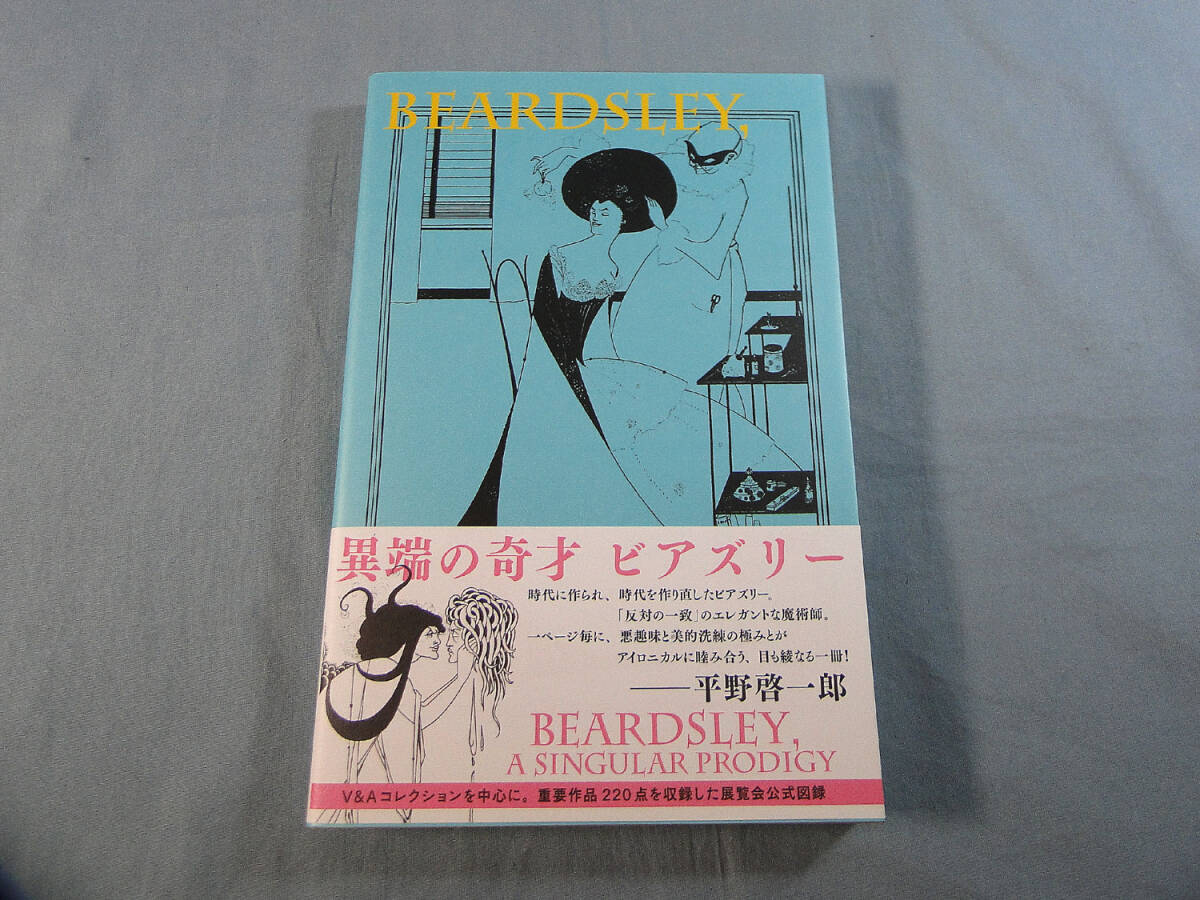 BEARDSLEY,
異端の奇才 ビアズリー
時代に作られ、時代を作り直したビアズリー。
「反対の一致」のエレガントな魔術師。
一ページ毎に、悪趣味と美的洗練の極みとが
アイロニカルに睦み合う、目も綾なる一冊!
——平野啓一郎
BEARDSLEY,
A SINGULAR PRODIGY
V&Aコレクションを中心に。重要作品220点を収録した展覧会公式図録